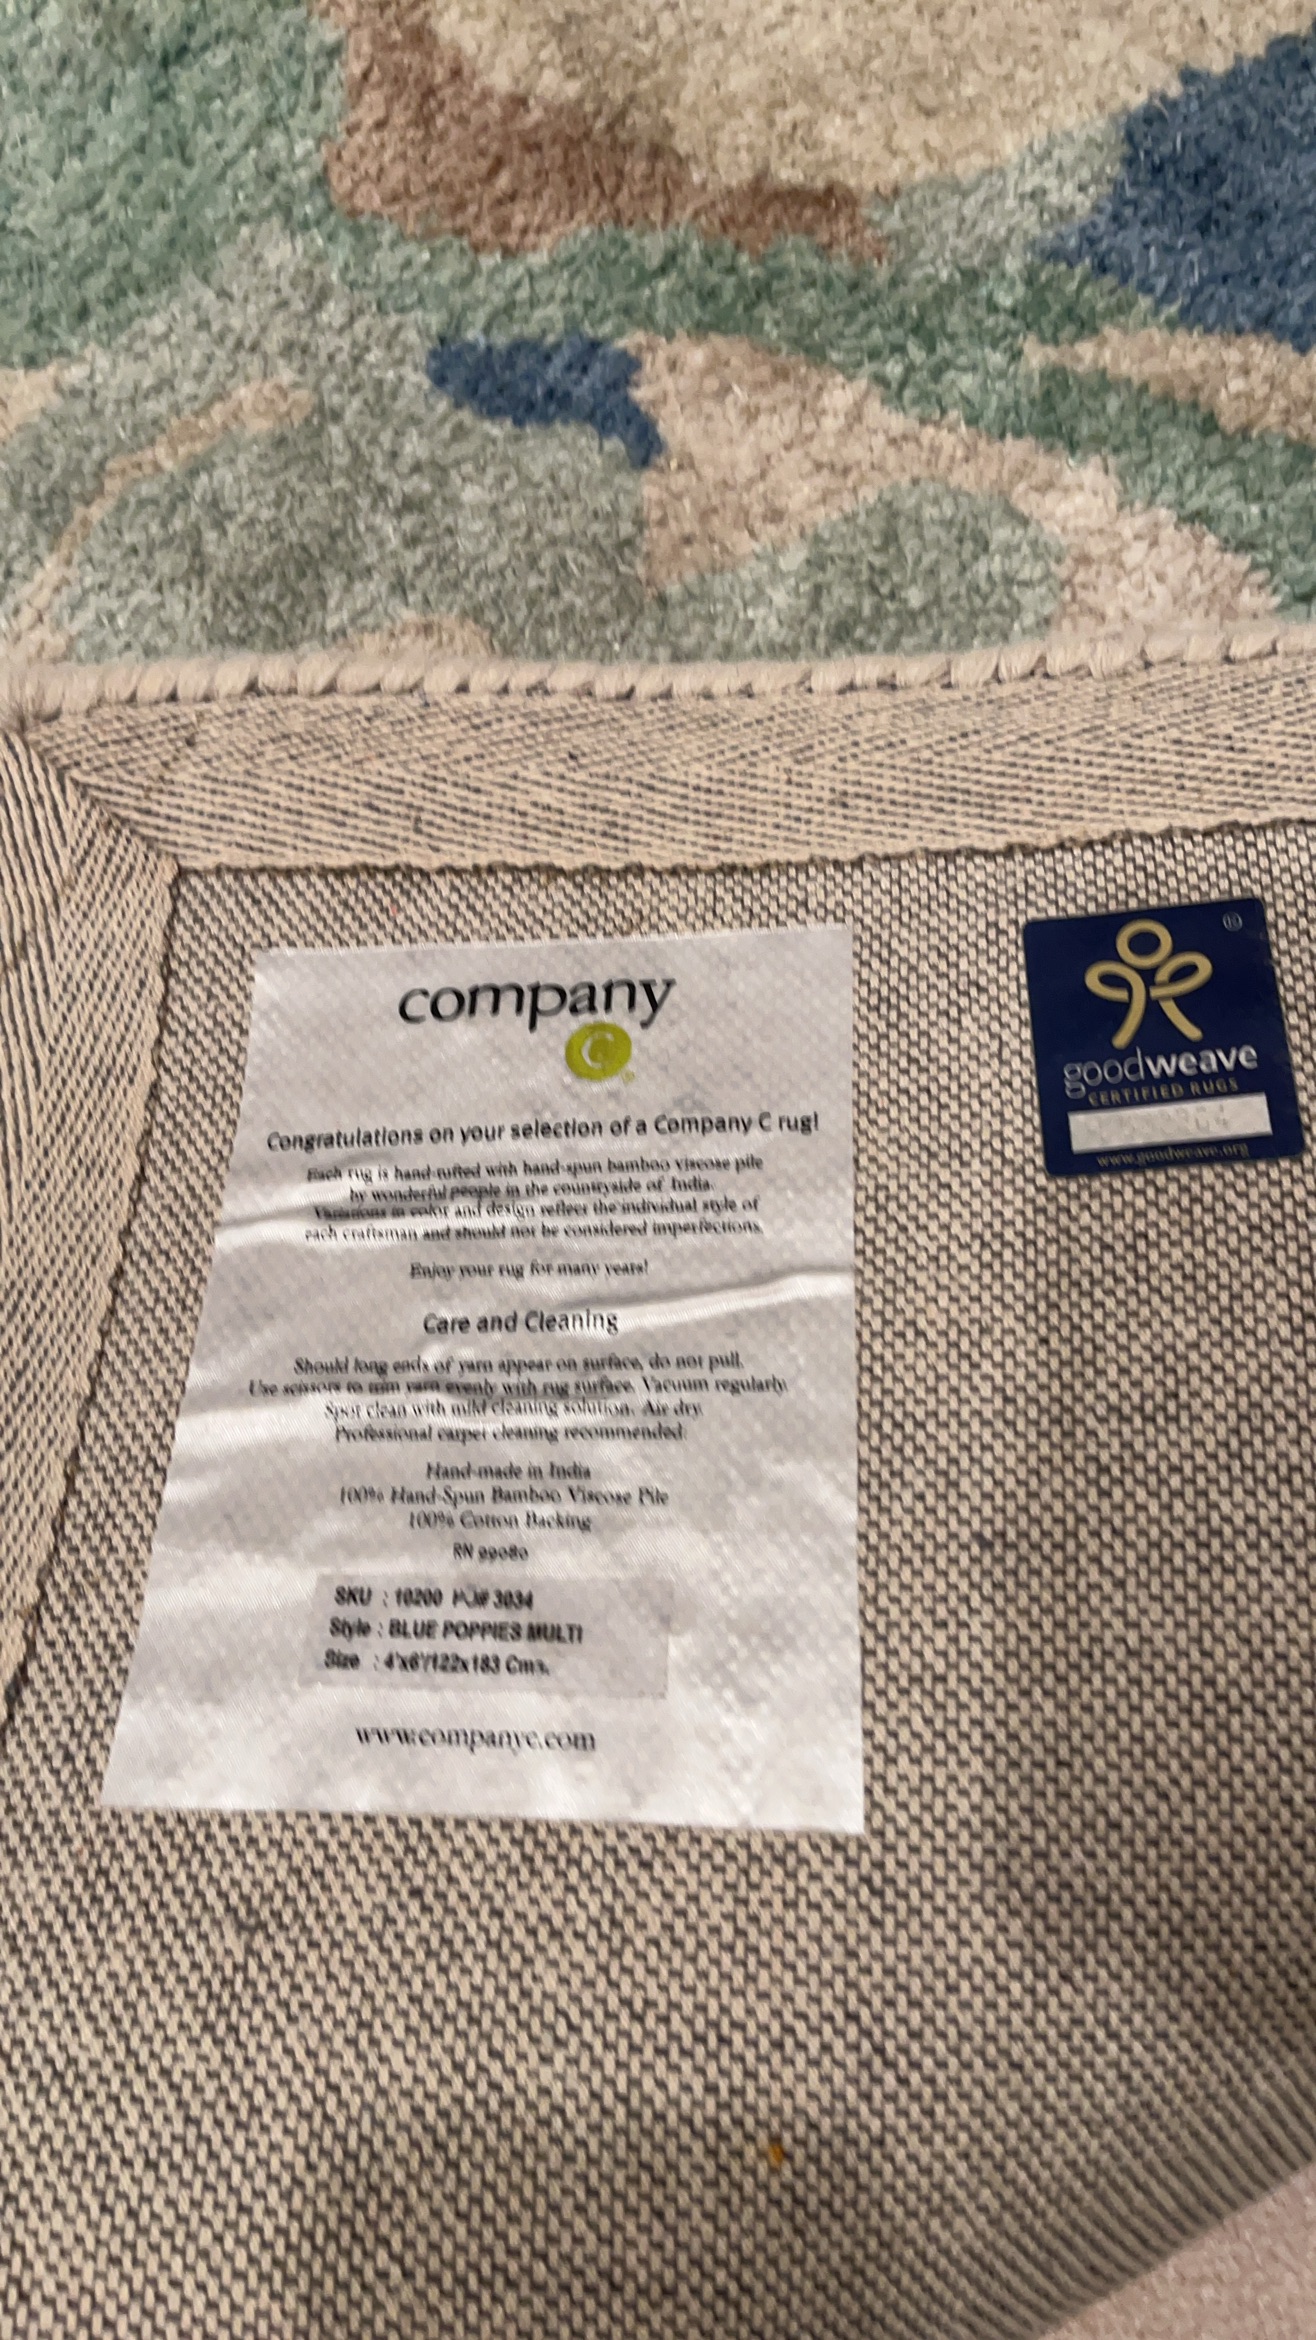 company
C
Congratulations on your selection of a Company C rug!
Each rug is hand-tufted with hand-spun bamboo viscose pile
by wonderful people in the countryside of India.
Variations in color and design reflect the individual style of
each craftsman and should not be considered imperfections.
Enjoy your rug for many years!
Care and Cleaning
Should long ends of yarn appear on surface, do not pull.
Use scissors to trim yarn evenly with rug surface. Vacuum regularly.
Spot clean with mild cleaning solution. Air dry.
Professional carpet cleaning recommended.
Hand-made in India
100% Hand-Spun Bamboo Viscose Pile
100% Cotton Backing
RN 99080
SKU : 10200 PO# 3034
Style : BLUE POPPIES MULTI
Size : 4'x6'/122x183 Cms.
www.companyc.com
®
goodweave
CERTIFIED RUGS
www.goodweave.org